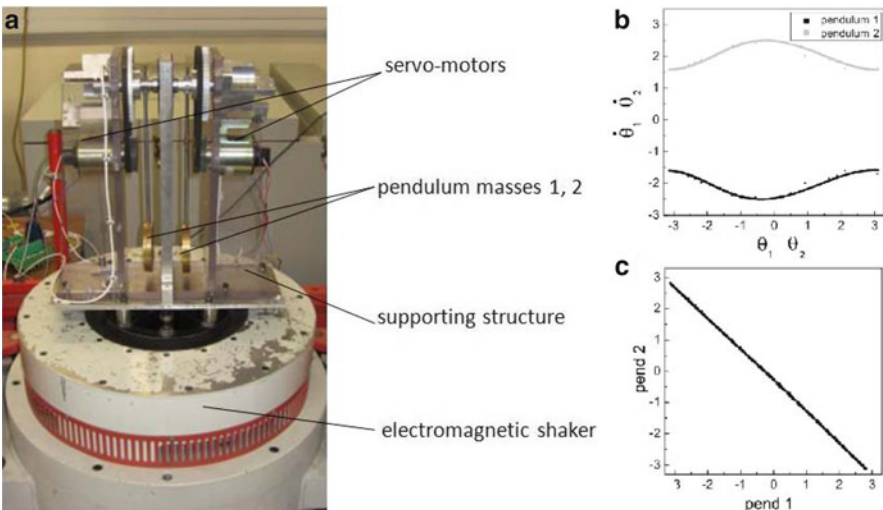 a
servo-motors
pendulum masses 1, 2
supporting structure
electromagnetic shaker
b
pendulum 1
pendulum 2
3
2
1
0
-1
-2
-3
θ̇₁ θ̇₂
-3 -2 -1 0 1 2 3
θ₁ θ₂
c
3
2
1
0
-1
-2
-3
pend 2
3 -2 -1 0 1 2 3
pend 1